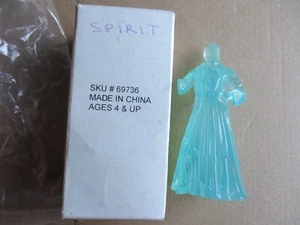 SPIRIT
SKU # 69736
MADE IN CHINA
AGES 4 & UP